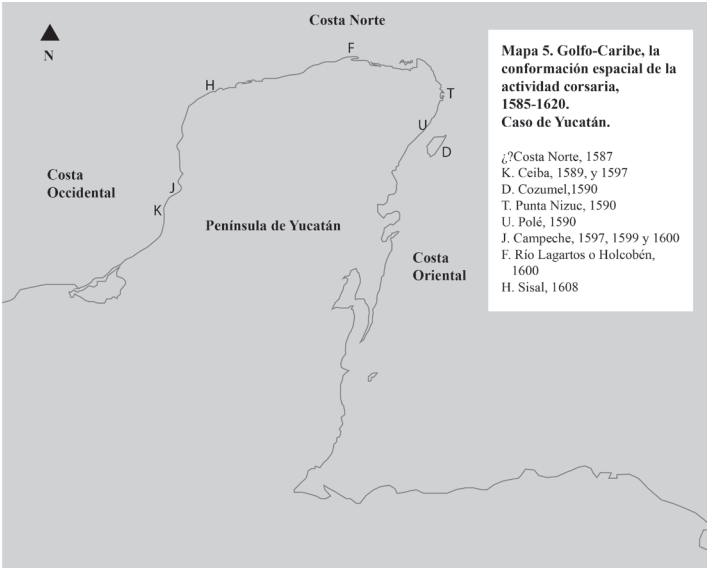 Costa Norte
N
F
H
T
U
D
Costa
Occidental
J
K
Península de Yucatán
Costa
Oriental
Mapa 5. Golfo-Caribe, la
conformación espacial de la
actividad corsaria,
1585-1620.
Caso de Yucatán.
¿?Costa Norte, 1587
K. Ceiba, 1589, y 1597
D. Cozumel,1590
T. Punta Nizuc, 1590
U. Polé, 1590
J. Campeche, 1597, 1599 y 1600
F. Río Lagartos o Holcobén,
1600
H. Sisal, 1608